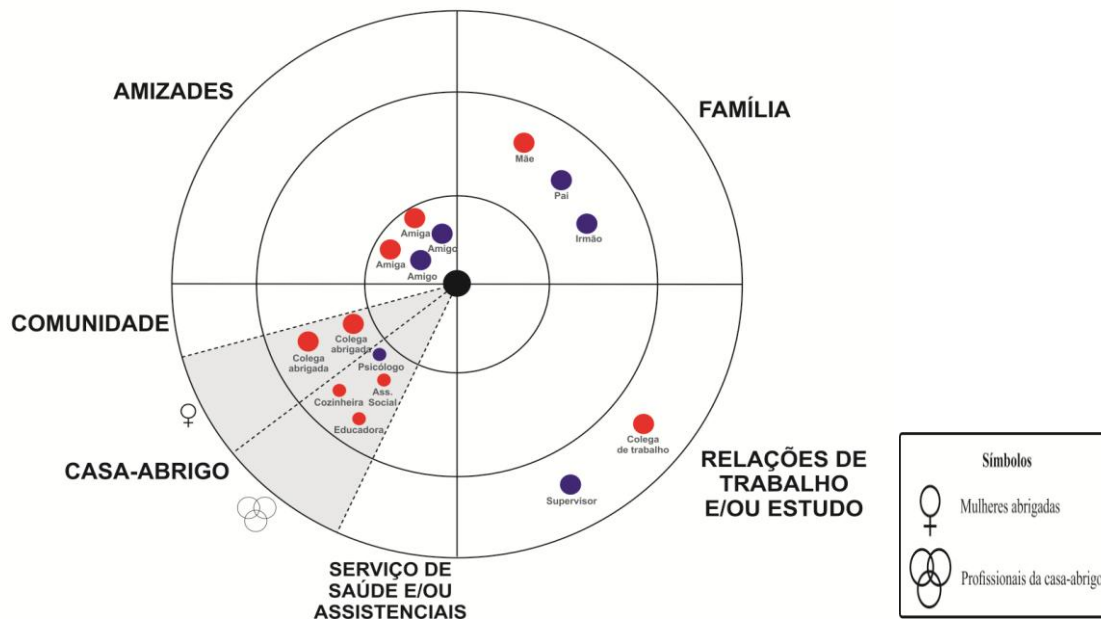 AMIZADES
FAMÍLIA
Mãe
Pai
Irmão
Amiga
Amigo
Amiga
Amigo
COMUNIDADE
Colega
abrigada
Colega
abrigada
Psicólogo
Ass.
Social
Cozinheira
Educadora
CASA-ABRIGO
SERVIÇO DE
SAÚDE E/OU
ASSISTENCIAIS
Colega
de trabalho
Supervisor
RELAÇÕES DE
TRABALHO
E/OU ESTUDO
Símbolos
Mulheres abrigadas
Profissionais da casa-abrigo